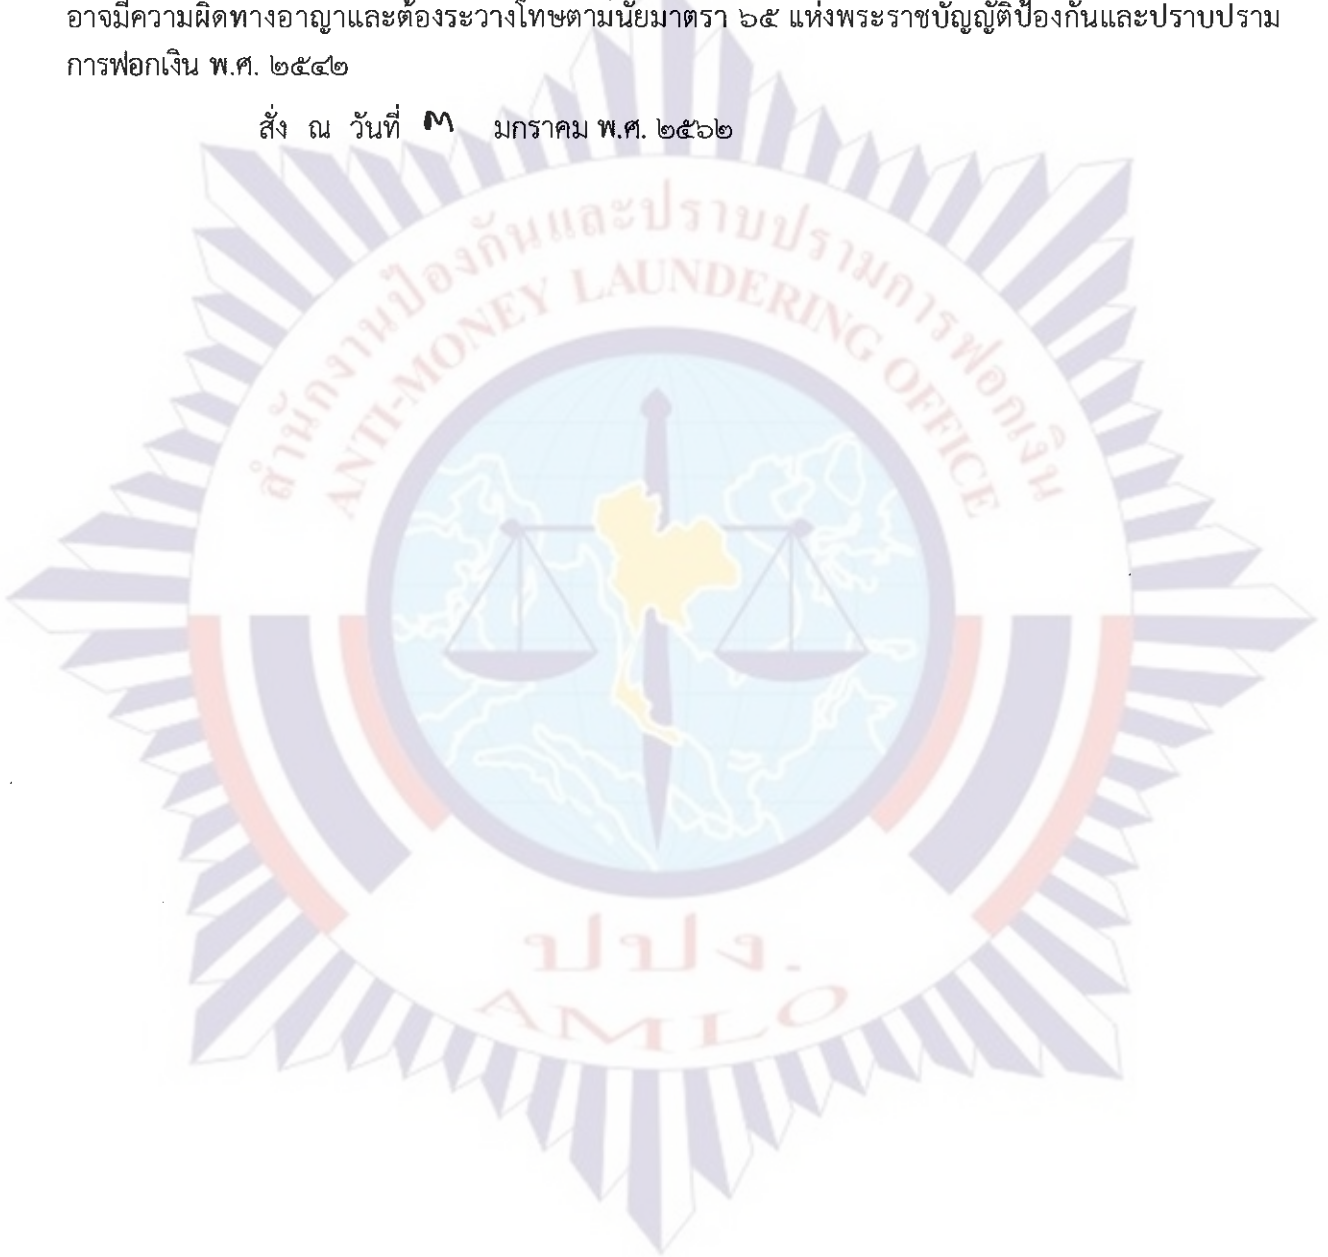 อาจมีความผิดทางอาญาและต้องระวางโทษตามนัยมาตรา ๖๕ แห่งพระราชบัญญัติป้องกันและปราบปราม
การฟอกเงิน พ.ศ. ๒๕๔๒
สั่ง ณ วันที่ ๓ มกราคม พ.ศ. ๒๕๖๒
สำนักงานป้องกันและปราบปรามการฟอกเงิน
ANTI-MONEY LAUNDERING OFFICE
ปปง.
AMLO